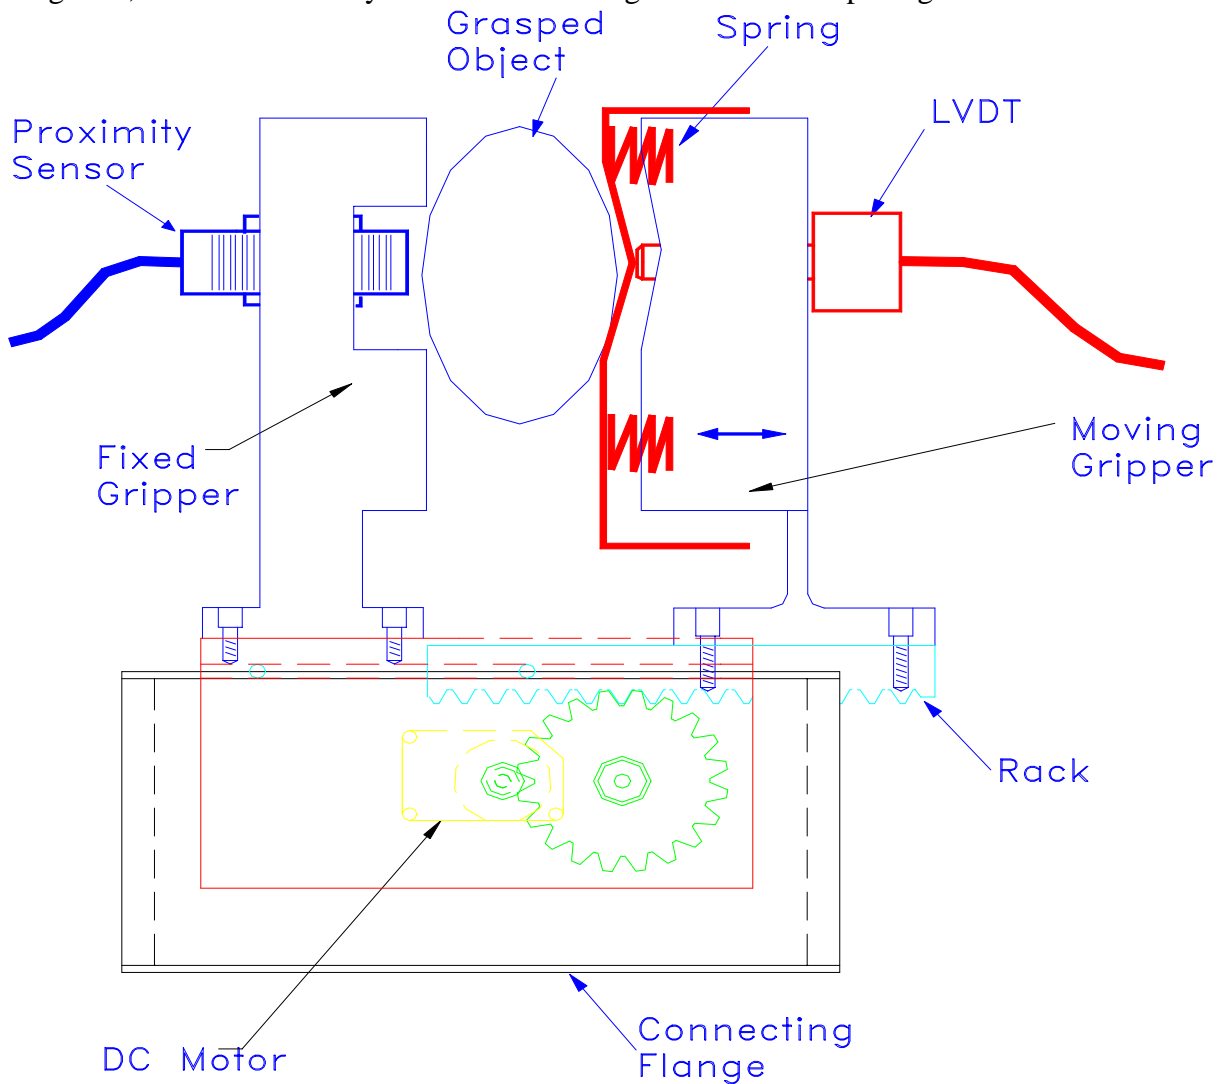 Grasped
Object
Spring
LVDT
Proximity
Sensor
Fixed
Gripper
Moving
Gripper
Rack
Connecting
Flange
DC Motor